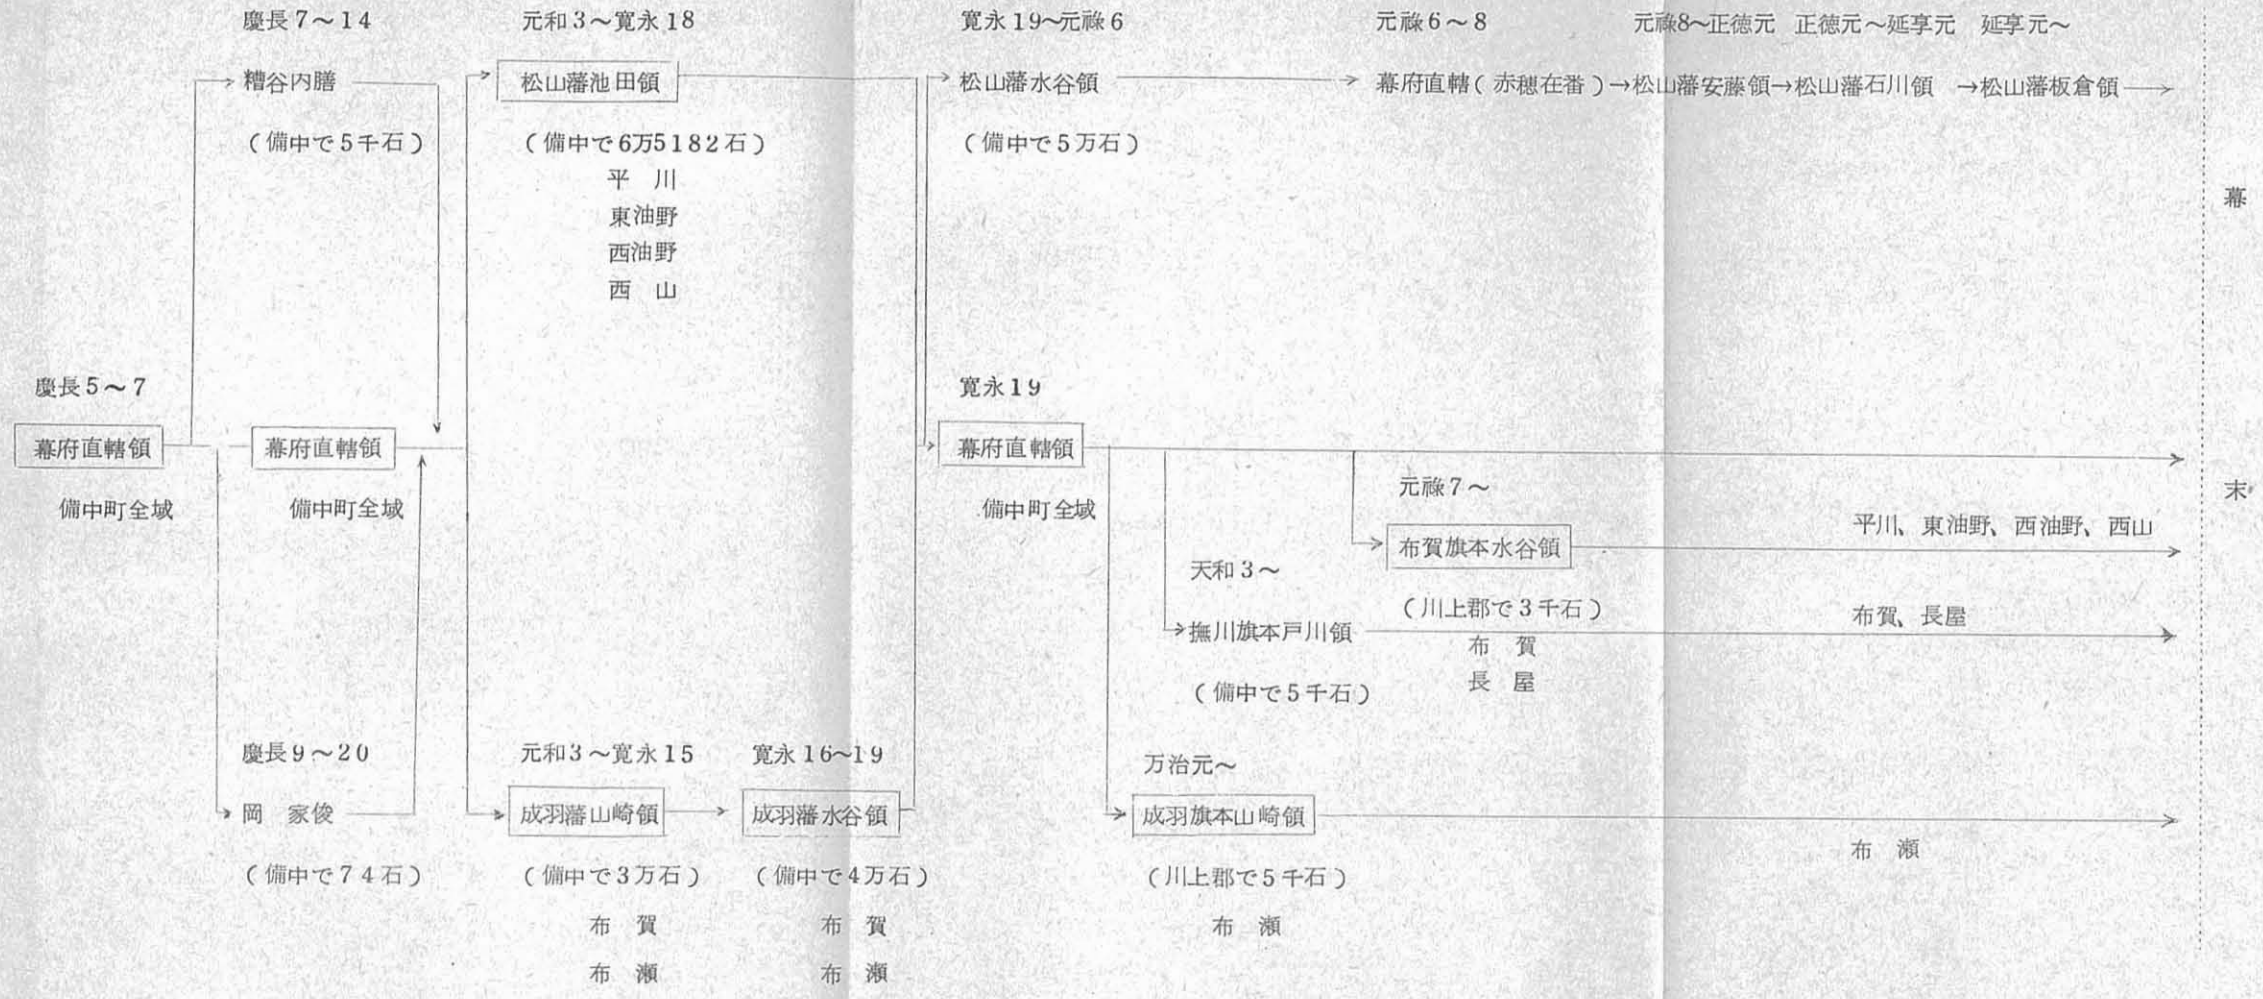 慶長7〜14
元和3〜寛永18
寛永19〜元祿6
元祿6〜8
元祿8〜正徳元
正徳元〜延享元
延享元〜
糟谷内膳
松山藩池田領
松山藩水谷領
幕府直轄(赤穂在番)→松山藩安藤領→松山藩石川領 →松山藩板倉領
(備中で5千石)
(備中で6万5182石)
(備中で5万石)
平 川
東油野
西油野
西 山
幕
末
慶長5〜7
寛永19
幕府直轄領
幕府直轄領
幕府直轄領
備中町全域
備中町全域
備中町全域
元祿7〜
平川、東油野、西油野、西山
布賀旗本水谷領
天和3〜
(川上郡で3千石)
布 賀
長 屋
布賀、長屋
撫川旗本戸川領
(備中で5千石)
慶長9〜20
元和3〜寛永15
寛永16〜19
万治元〜
岡 家俊
成羽藩山崎領
成羽藩水谷領
成羽旗本山崎領
布 瀬
(備中で74石)
(備中で3万石)
(備中で4万石)
(川上郡で5千石)
布 賀
布 賀
布 瀬
布 瀬
布 瀬